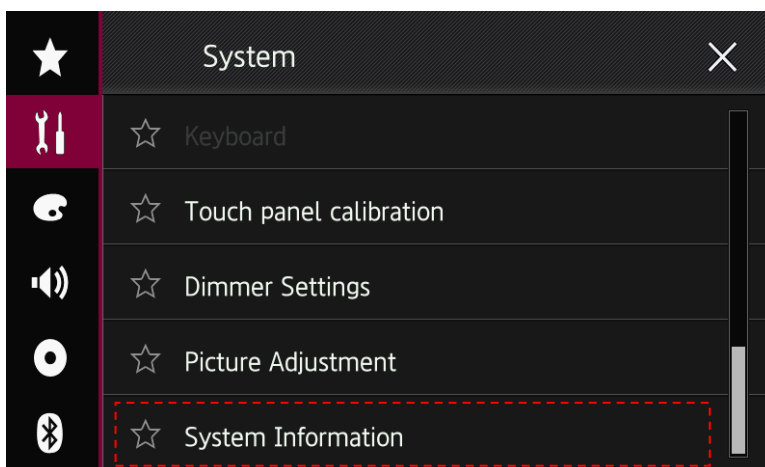 System
Keyboard
Touch panel calibration
Dimmer Settings
Picture Adjustment
System Information